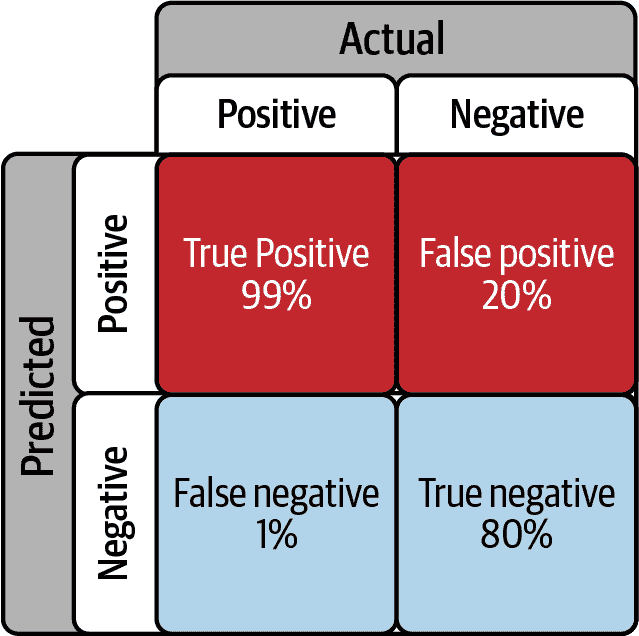 Actual
Positive
Negative
Predicted
Positive
True Positive
99%
False positive
20%
Negative
False negative
1%
True negative
80%